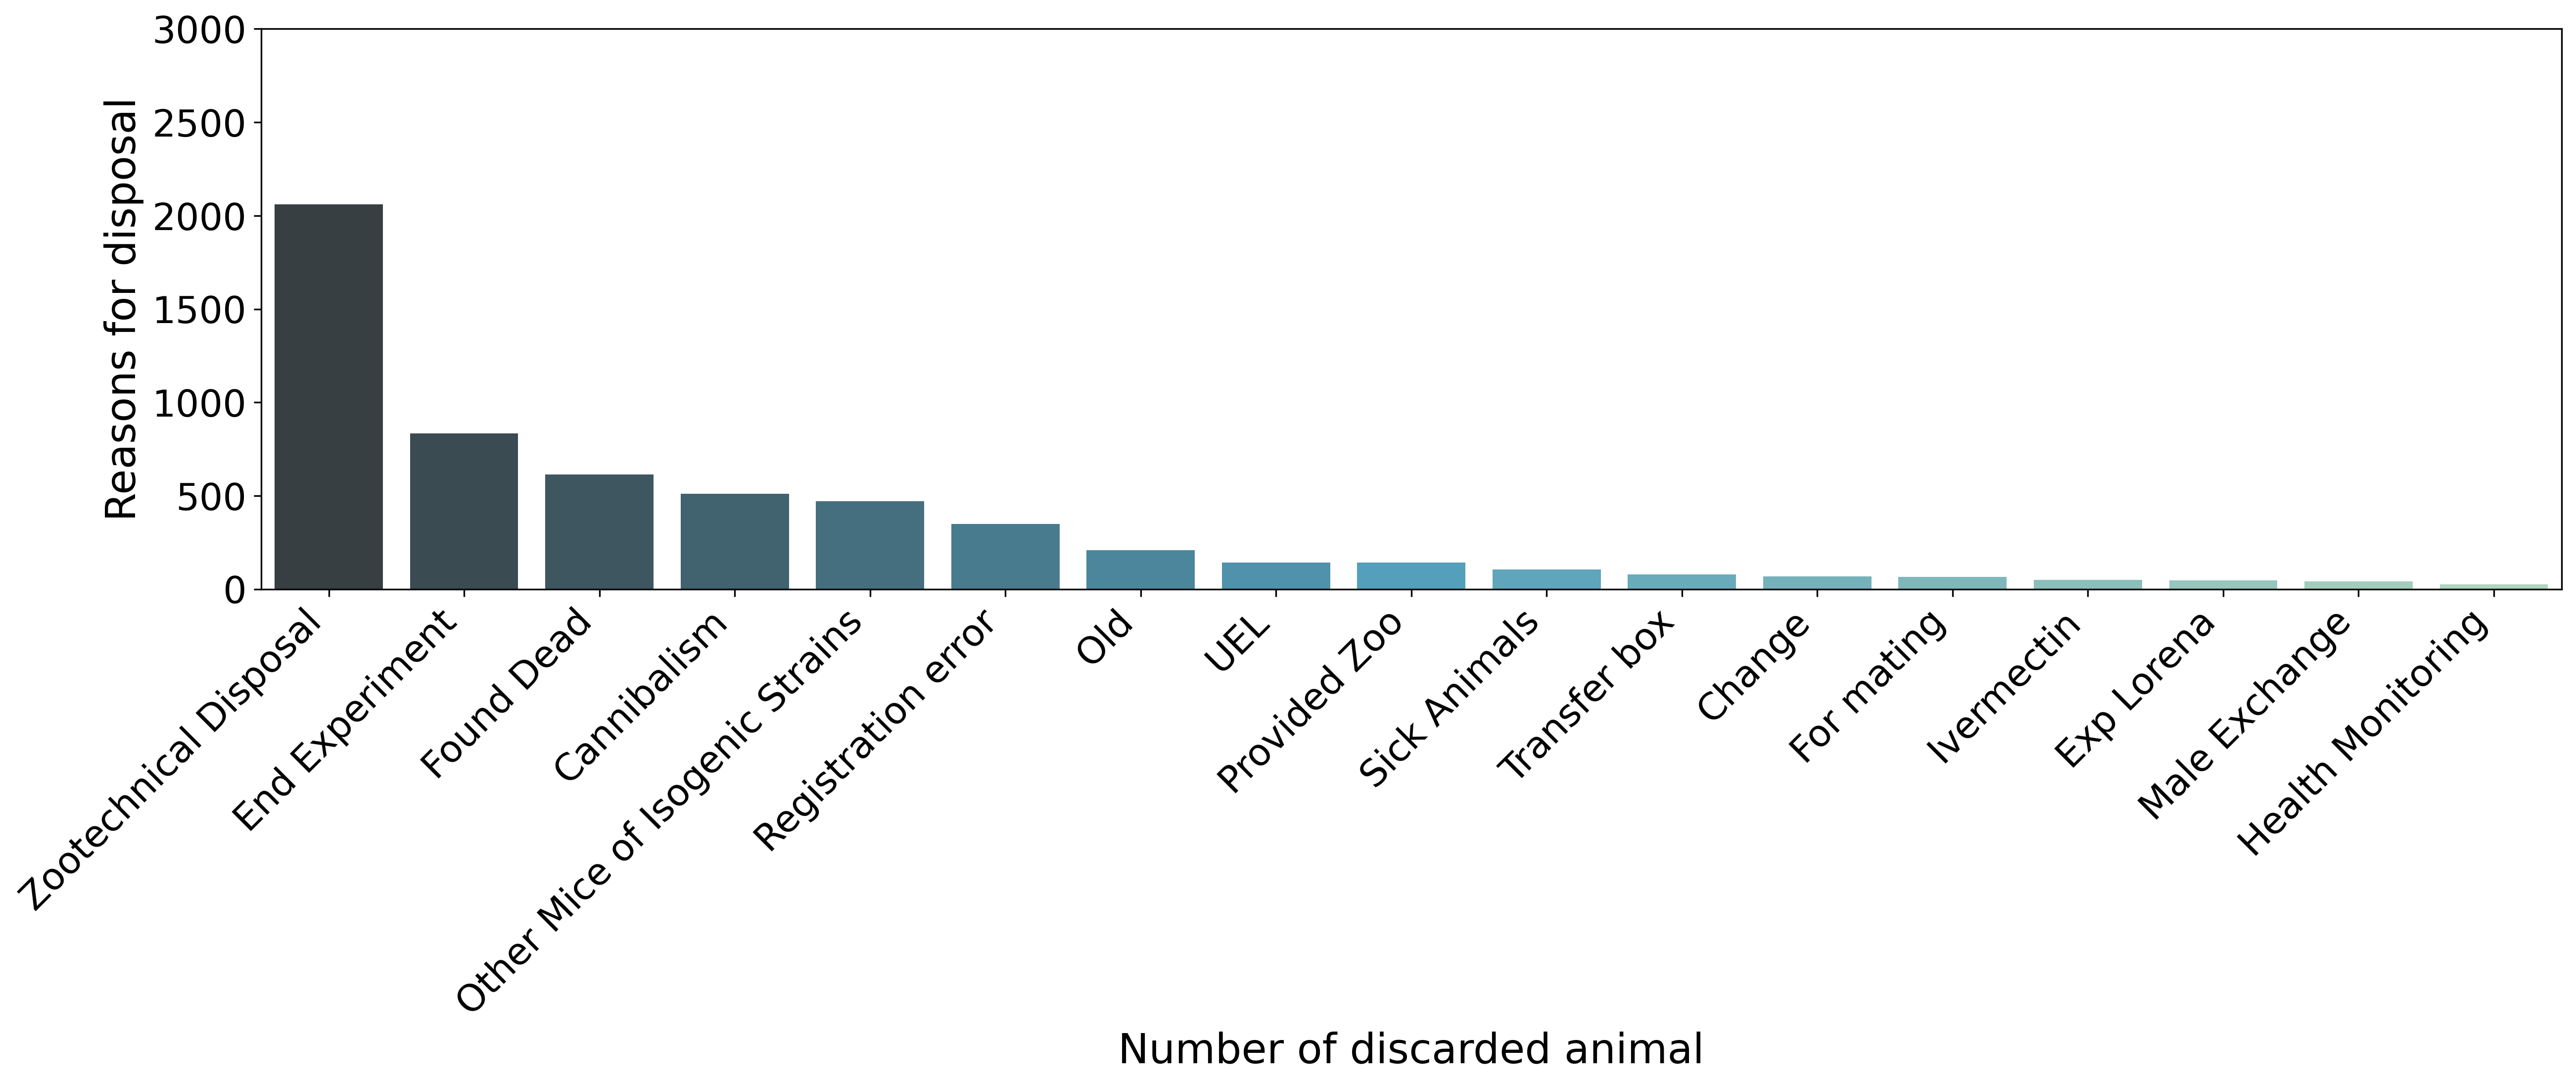 3000
2500
2000
1500
1000
500
0
Reasons for disposal
Zootechnical Disposal
End Experiment
Found Dead
Cannibalism
Other Mice of Isogenic Strains
Registration error
Old
UEL
Provided Zoo
Sick Animals
Transfer box
Change
For mating
Ivermectin
Exp Lorena
Male Exchange
Health Monitoring
Number of discarded animal